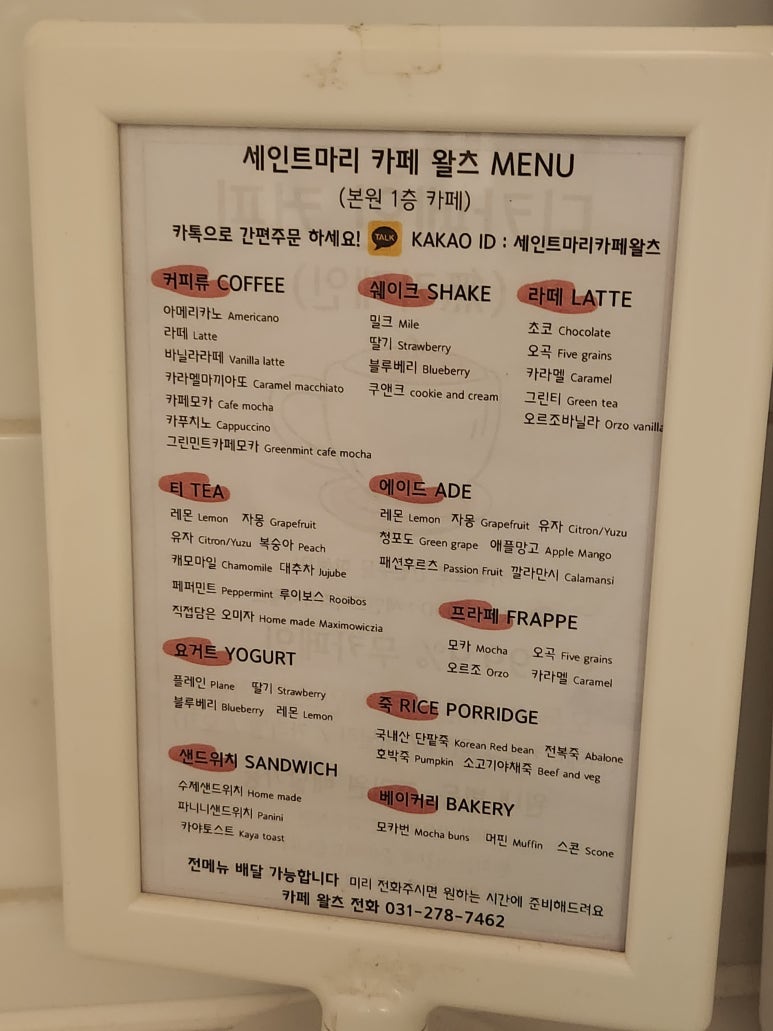 세인트마리 카페 왈츠 MENU
(본원 1층 카페)
카톡으로 간편주문 하세요! TALK KAKAO ID : 세인트마리카페왈츠
커피류 COFFEE
아메리카노 Americano
라떼 Latte
바닐라라떼 Vanilla latte
카라멜마끼아또 Caramel macchiato
카페모카 Cafe mocha
카푸치노 Cappuccino
그린민트카페모카 Greenmint cafe mocha
쉐이크 SHAKE
밀크 Mile
딸기 Strawberry
블루베리 Blueberry
쿠앤크 cookie and cream
라떼 LATTE
초코 Chocolate
오곡 Five grains
카라멜 Caramel
그린티 Green tea
오르조바닐라 Orzo vanilla
티 TEA
레몬 Lemon 자몽 Grapefruit
유자 Citron/Yuzu 복숭아 Peach
캐모마일 Chamomile 대추차 Jujube
페퍼민트 Peppermint 루이보스 Rooibos
직접담은 오미자 Home made Maximowiczia
에이드 ADE
레몬 Lemon 자몽 Grapefruit 유자 Citron/Yuzu
청포도 Green grape 애플망고 Apple Mango
패션후르츠 Passion Fruit 깔라만시 Calamansi
프라페 FRAPPE
모카 Mocha 오곡 Five grains
오르조 Orzo 카라멜 Caramel
요거트 YOGURT
플레인 Plane 딸기 Strawberry
블루베리 Blueberry 레몬 Lemon
죽 RICE PORRIDGE
국내산 단팥죽 Korean Red bean 전복죽 Abalone
호박죽 Pumpkin 소고기야채죽 Beef and veg
샌드위치 SANDWICH
수제샌드위치 Home made
파니니샌드위치 Panini
카야토스트 Kaya toast
베이커리 BAKERY
모카번 Mocha buns 머핀 Muffin 스콘 Scone
전메뉴 배달 가능합니다 미리 전화주시면 원하는 시간에 준비해드려요
카페 왈츠 전화 031-278-7462